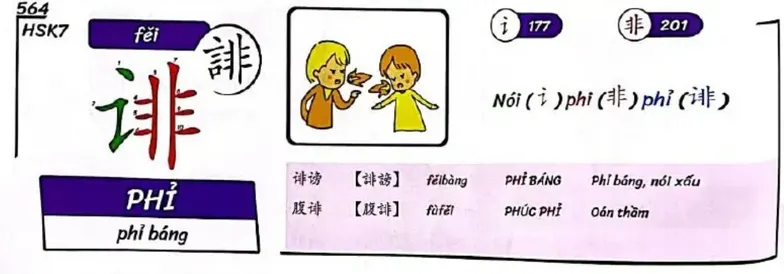 564
HSK7
fěi
誹
诽
PHỈ
phỉ báng
讠 177
非 201
Nói (讠) phi (非) phỉ (诽)
诽谤 【誹謗】 fěibàng PHỈ BÁNG Phỉ báng, nói xấu
腹诽 【腹誹】 fùfěi PHÚC PHỈ Oán thầm